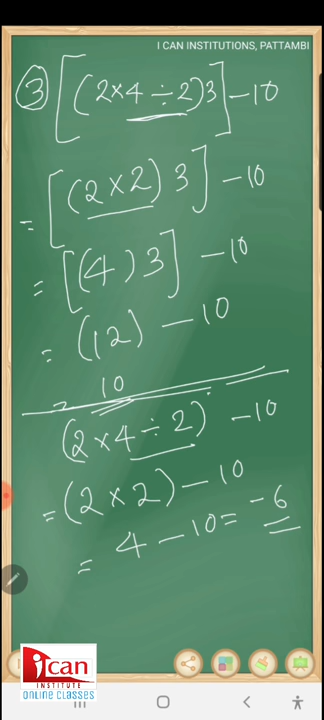 I CAN INSTITUTIONS, PATTAMBI
③ [(2×4÷2)3]-10
= [(2×2) 3] -10
= [(4) 3] -10
= (12) - 10
= 10
(2×4÷2) -10
= (2×2) - 10
= 4 - 10 = -6
ican
INSTITUTE
ONLINE CLASSES